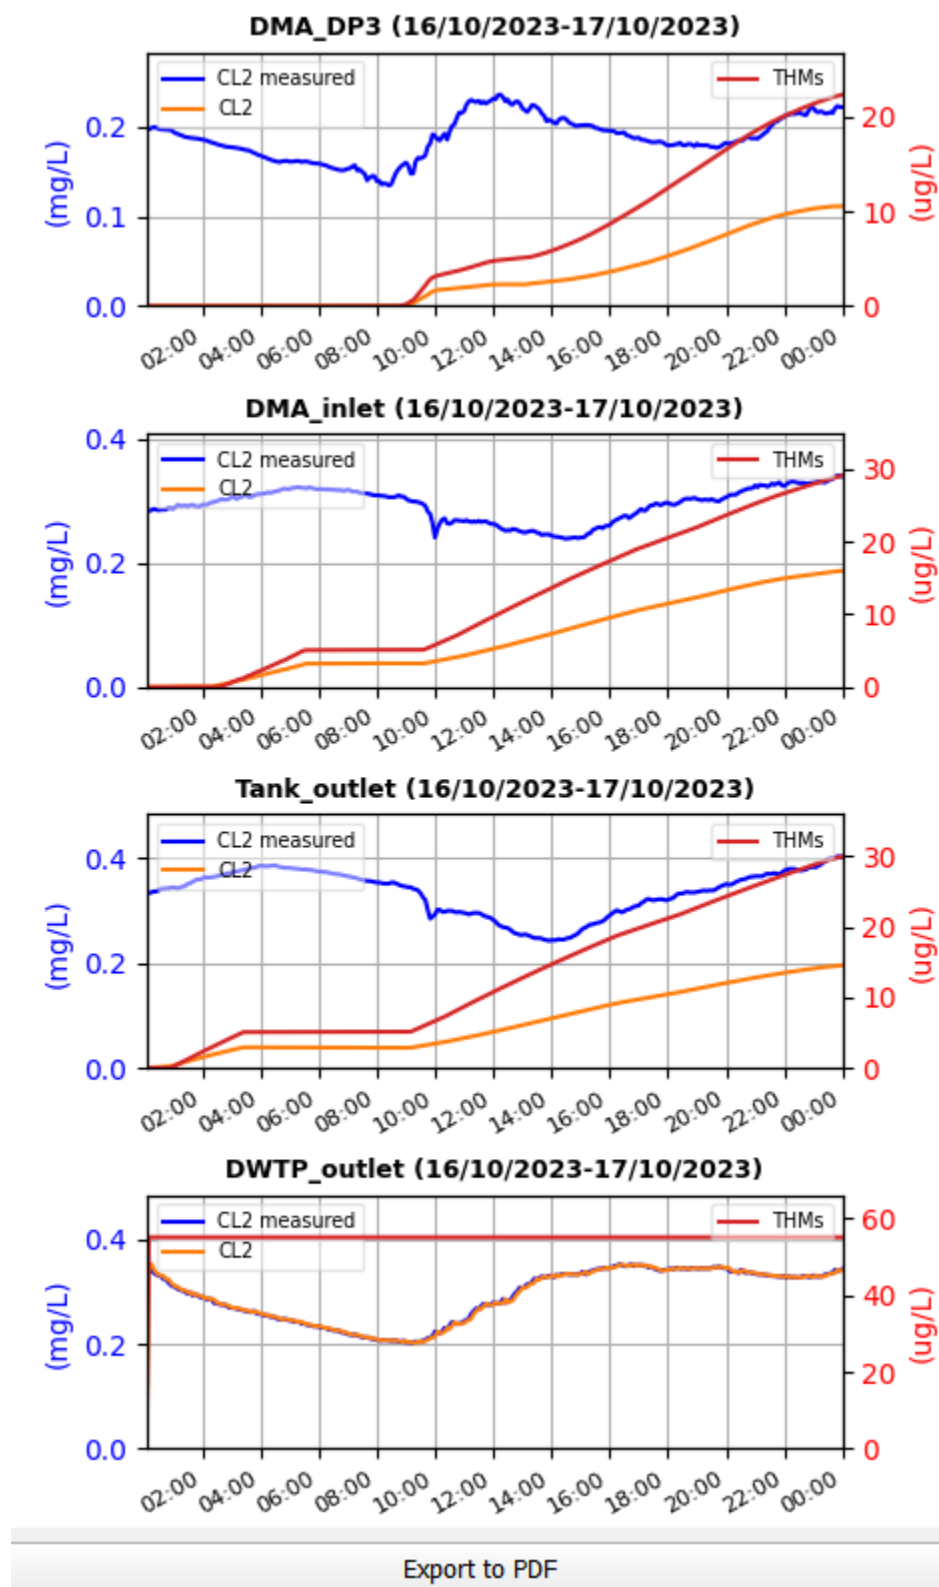 DMA_DP3 (16/10/2023-17/10/2023)
CL2 measured
CL2
THMs
(mg/L)
0.2
0.1
0.0
(ug/L)
20
10
0
02:00 04:00 06:00 08:00 10:00 12:00 14:00 16:00 18:00 20:00 22:00 00:00
DMA_inlet (16/10/2023-17/10/2023)
CL2 measured
CL2
THMs
(mg/L)
0.4
0.2
0.0
(ug/L)
30
20
10
0
02:00 04:00 06:00 08:00 10:00 12:00 14:00 16:00 18:00 20:00 22:00 00:00
Tank_outlet (16/10/2023-17/10/2023)
CL2 measured
CL2
THMs
(mg/L)
0.4
0.2
0.0
(ug/L)
30
20
10
0
02:00 04:00 06:00 08:00 10:00 12:00 14:00 16:00 18:00 20:00 22:00 00:00
DWTP_outlet (16/10/2023-17/10/2023)
CL2 measured
CL2
THMs
(mg/L)
0.4
0.2
0.0
(ug/L)
60
40
20
0
02:00 04:00 06:00 08:00 10:00 12:00 14:00 16:00 18:00 20:00 22:00 00:00
Export to PDF